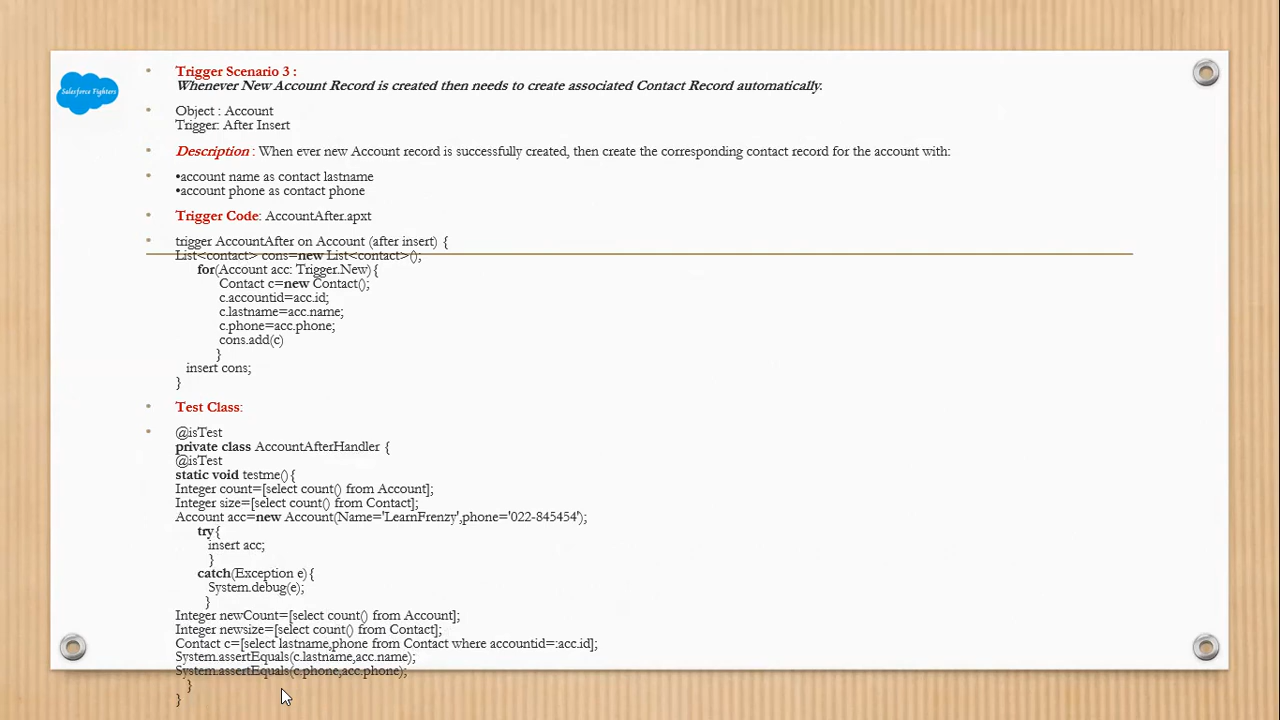 Salesforce Fighters
Trigger Scenario 3 :
Whenever New Account Record is created then needs to create associated Contact Record automatically.
Object : Account
Trigger: After Insert
Description : When ever new Account record is successfully created, then create the corresponding contact record for the account with:
•account name as contact lastname
•account phone as contact phone
Trigger Code: AccountAfter.apxt
trigger AccountAfter on Account (after insert) {
List<contact> cons=new List<contact>();
for(Account acc: Trigger.New){
Contact c=new Contact();
c.accountid=acc.id;
c.lastname=acc.name;
c.phone=acc.phone;
cons.add(c)
}
insert cons;
}
Test Class:
@isTest
private class AccountAfterHandler {
@isTest
static void testme(){
Integer count=[select count() from Account];
Integer size=[select count() from Contact];
Account acc=new Account(Name='LearnFrenzy',phone='022-845454');
try{
insert acc;
}
catch(Exception e){
System.debug(e);
}
Integer newCount=[select count() from Account];
Integer newsize=[select count() from Contact];
Contact c=[select lastname,phone from Contact where accountid=:acc.id];
System.assertEquals(c.lastname,acc.name);
System.assertEquals(c.phone,acc.phone);
}
}